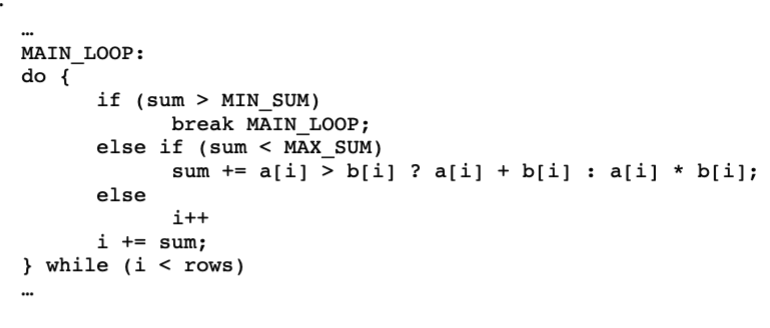 …
MAIN_LOOP:
do {
if (sum > MIN_SUM)
break MAIN_LOOP;
else if (sum < MAX_SUM)
sum += a[i] > b[i] ? a[i] + b[i] : a[i] * b[i];
else
i++
i += sum;
} while (i < rows)
…